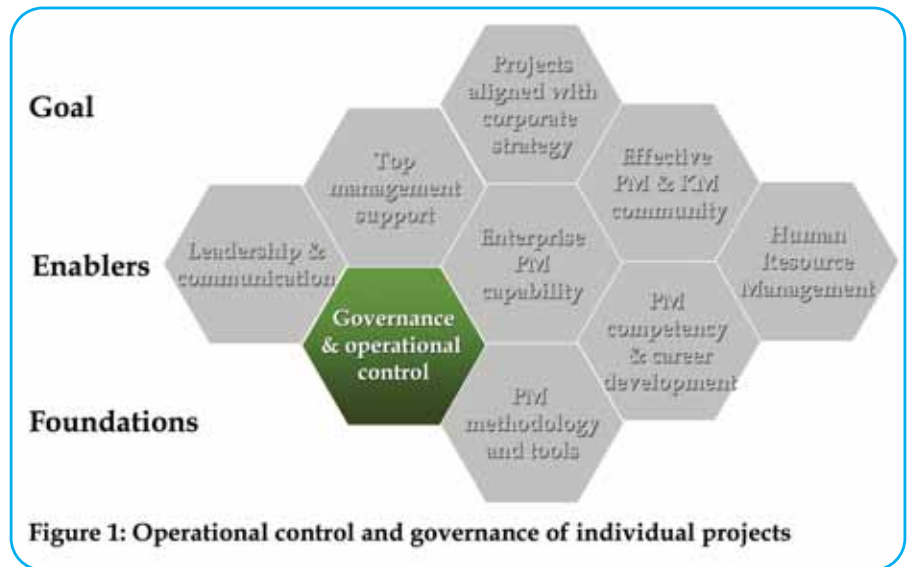 Goal
Enablers
Foundations
Projects
aligned with
corporate
strategy
Top
management
support
Effective
PM & KM
community
Leadership &
communication
Enterprise
PM
capability
Human
Resource
Management
Governance
& operational
control
PM
competency
& career
development
PM
methodology
and tools
Figure 1: Operational control and governance of individual projects